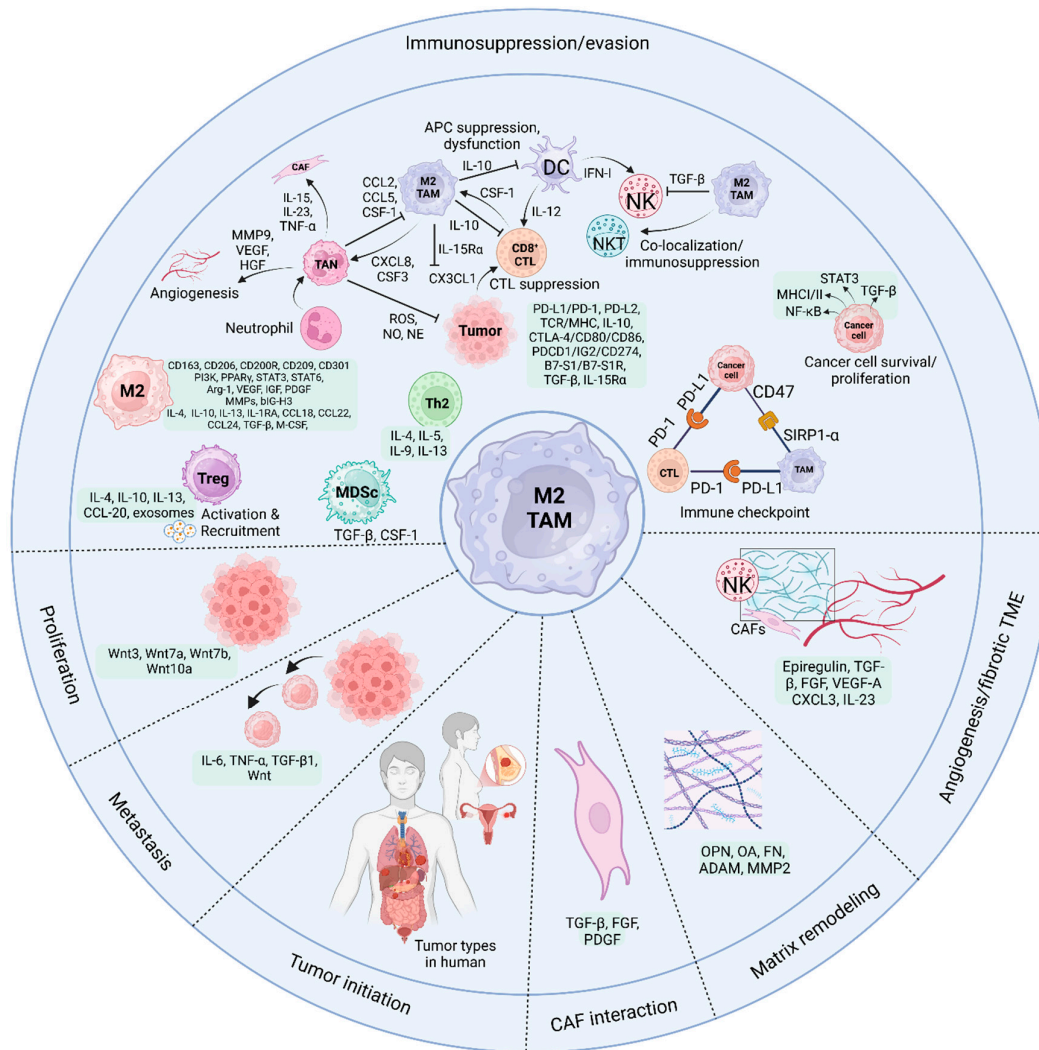 Immunosuppression/evasion
APC suppression,
dysfunction
CAF
IL-15,
IL-23,
TNF-α
CCL2,
CCL5,
CSF-1
M2
TAM
IL-10
DC
IFN-I
CSF-1
IL-12
IL-10
IL-15Rα
CX3CL1
CD8+
CTL
CTL suppression
NK
TGF-β
M2
TAM
NKT
Co-localization/
immunosuppression
MMP9,
VEGF,
HGF
TAN
CXCL8,
CSF3
Angiogenesis
Neutrophil
ROS,
NO, NE
Tumor
PD-L1/PD-1, PD-L2,
TCR/MHC, IL-10,
CTLA-4/CD80/CD86,
PDCD1/IG2/CD274,
B7-S1/B7-S1R,
TGF-β, IL-15Rα
STAT3
MHCI/II
TGF-β
NF-κB
Cancer
cell
Cancer cell survival/
proliferation
M2
CD163, CD206, CD200R, CD209, CD301
PI3K, PPARγ, STAT3, STAT6,
Arg-1, VEGF, IGF, PDGF
MMPs, bIG-H3
IL-4, IL-10, IL-13, IL-1RA, CCL18, CCL22,
CCL24, TGF-β, M-CSF,
Th2
IL-4, IL-5,
IL-9, IL-13
Cancer
cell
PD-L1
PD-1
CD47
SIRP1-α
CTL
TAM
PD-1
PD-L1
Immune checkpoint
Treg
IL-4, IL-10, IL-13,
CCL-20, exosomes
Activation &
Recruitment
MDSc
TGF-β, CSF-1
M2
TAM
Proliferation
Wnt3, Wnt7a, Wnt7b,
Wnt10a
Metastasis
IL-6, TNF-α, TGF-β1,
Wnt
Tumor initiation
Tumor types
in human
CAF interaction
TGF-β, FGF,
PDGF
Matrix remodeling
OPN, OA, FN,
ADAM, MMP2
Angiogenesis/fibrotic TME
NK
CAFs
Epiregulin, TGF-
β, FGF, VEGF-A
CXCL3, IL-23